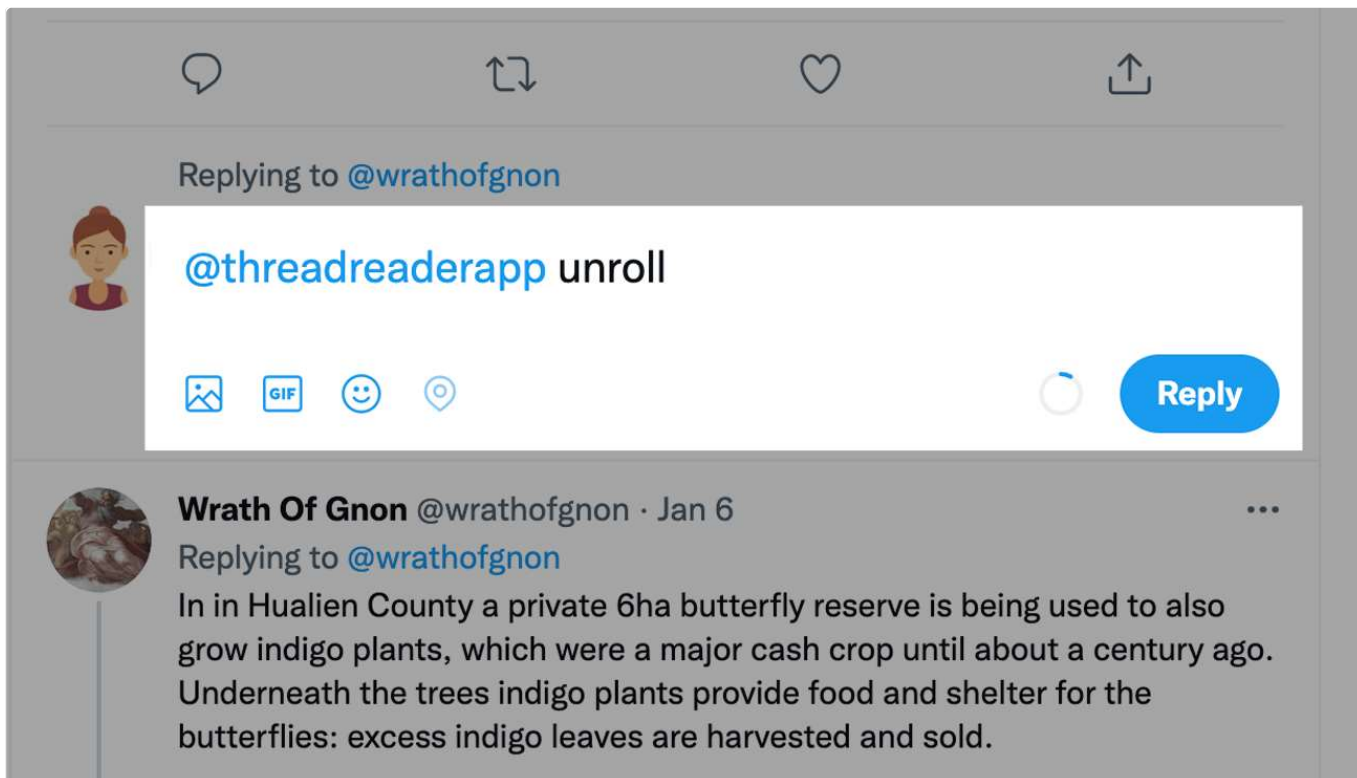 Replying to @wrathofgnon
@threadreaderapp unroll
GIF
Reply
Wrath Of Gnon @wrathofgnon · Jan 6
Replying to @wrathofgnon
In in Hualien County a private 6ha butterfly reserve is being used to also
grow indigo plants, which were a major cash crop until about a century ago.
Underneath the trees indigo plants provide food and shelter for the
butterflies: excess indigo leaves are harvested and sold.